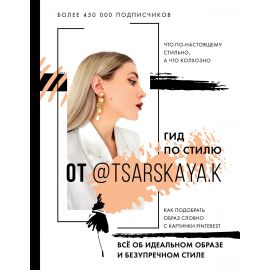 БОЛЕЕ 450 000 ПОДПИСЧИКОВ
ЧТО ПО-НАСТОЯЩЕМУ
СТИЛЬНО,
А ЧТО КОЛХОЗНО
ГИД
ПО СТИЛЮ
ОТ @TSARSKAYA.K
КАК ПОДОБРАТЬ
ОБРАЗ СЛОВНО
С КАРТИНКИ PINTEREST
ВСЁ ОБ ИДЕАЛЬНОМ ОБРАЗЕ
И БЕЗУПРЕЧНОМ СТИЛЕ